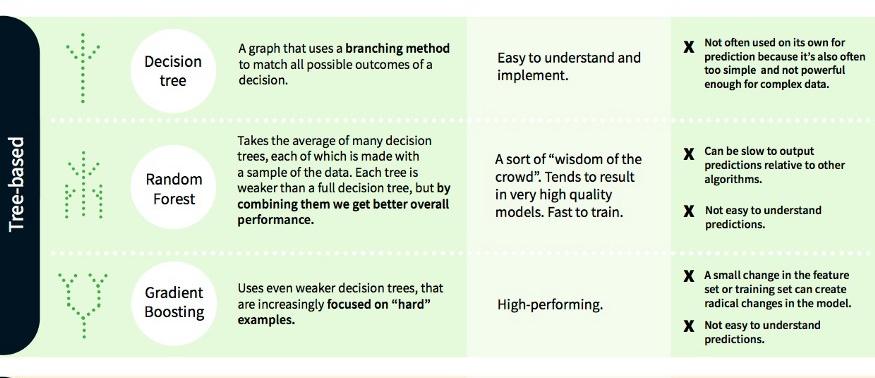 Tree-based
Decision
tree
A graph that uses a branching method
to match all possible outcomes of a
decision.
Easy to understand and
implement.
X Not often used on its own for
prediction because it's also often
too simple and not powerful
enough for complex data.
Random
Forest
Takes the average of many decision
trees, each of which is made with
a sample of the data. Each tree is
weaker than a full decision tree, but by
combining them we get better overall
performance.
A sort of “wisdom of the
crowd”. Tends to result
in very high quality
models. Fast to train.
X Can be slow to output
predictions relative to other
algorithms.
X Not easy to understand
predictions.
Gradient
Boosting
Uses even weaker decision trees, that
are increasingly focused on “hard”
examples.
High-performing.
X A small change in the feature
set or training set can create
radical changes in the model.
X Not easy to understand
predictions.